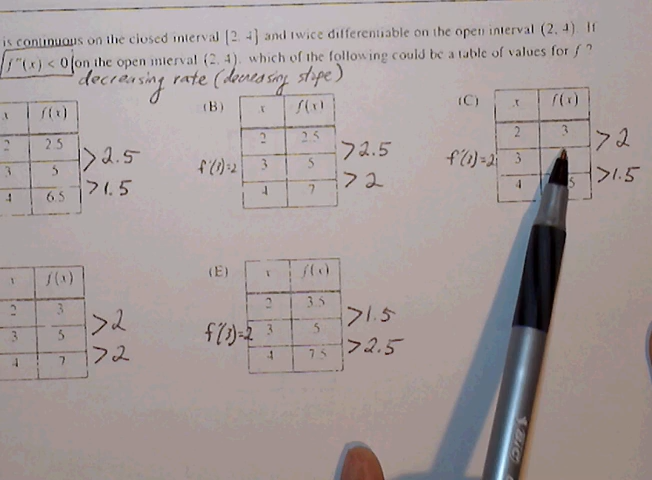 is continuous on the closed interval [2, 4] and twice differentiable on the open interval (2, 4) If
f″(x) < 0 on the open interval (2, 4), which of the following could be a table of values for f ?
decreasing rate (decreasing slope)
x f(x)
2 2.5
3 5
4 6.5
>2.5
>1.5
(B)
x f(x)
2 2.5
3 5
4 7
f'(3)=2
>2.5
>2
(C)
x f(x)
2 3
3
4 5
f'(3)=2
>2
>1.5
x f(x)
2 3
3 5
4 7
>2
>2
(E)
x f(x)
2 3.5
3 5
4 7.5
f'(3)=2
>1.5
>2.5
BIC